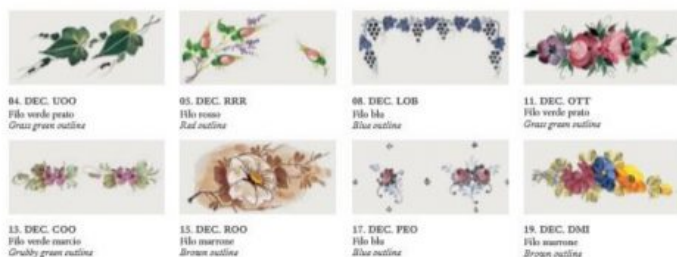 04. DEC. UOO
Filo verde prato
Grass green outline
05. DEC. RRR
Filo rosso
Red outline
08. DEC. LOB
Filo blu
Blue outline
11. DEC. OTT
Filo verde prato
Grass green outline
13. DEC. COO
Filo verde marcio
Grubby green outline
15. DEC. ROO
Filo marrone
Brown outline
17. DEC. PEO
Filo blu
Blue outline
19. DEC. DMI
Filo marrone
Brown outline